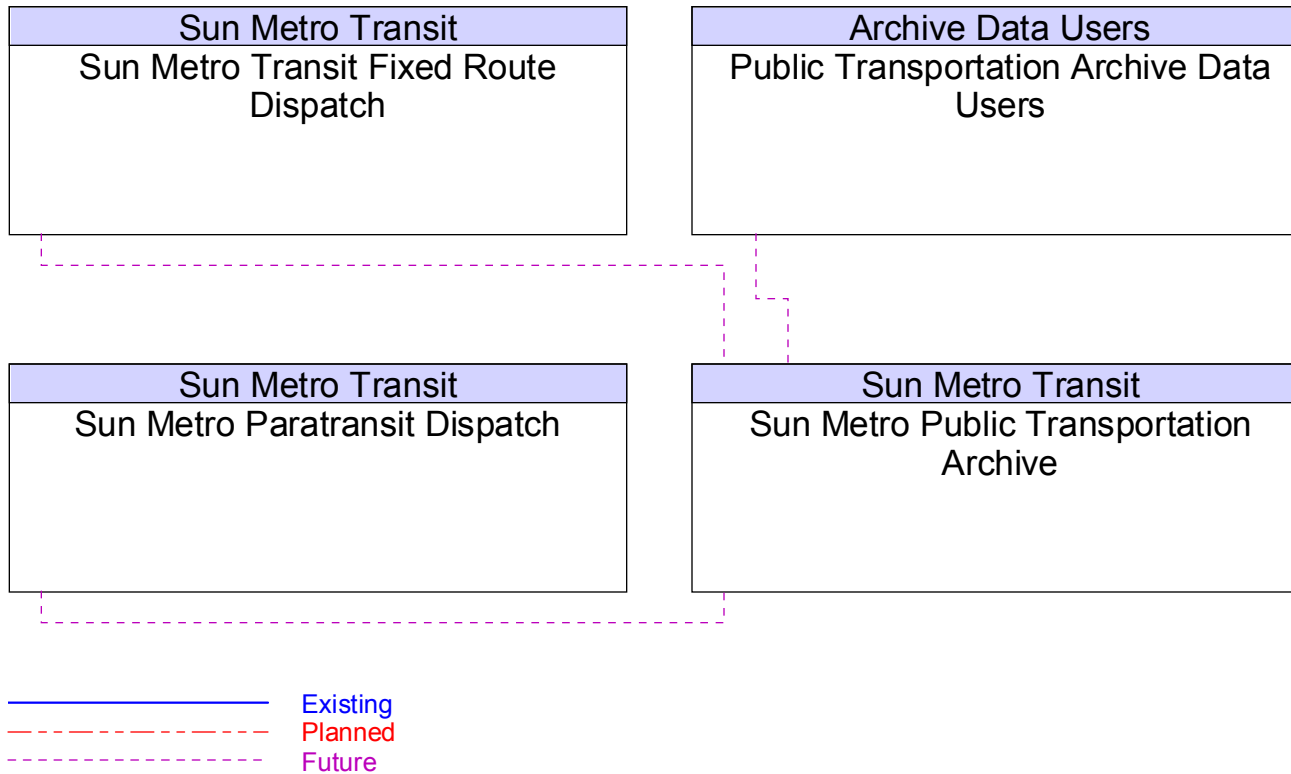 Sun Metro Transit
Sun Metro Transit Fixed Route
Dispatch
Archive Data Users
Public Transportation Archive Data
Users
Sun Metro Transit
Sun Metro Paratransit Dispatch
Sun Metro Transit
Sun Metro Public Transportation
Archive
Existing
Planned
Future